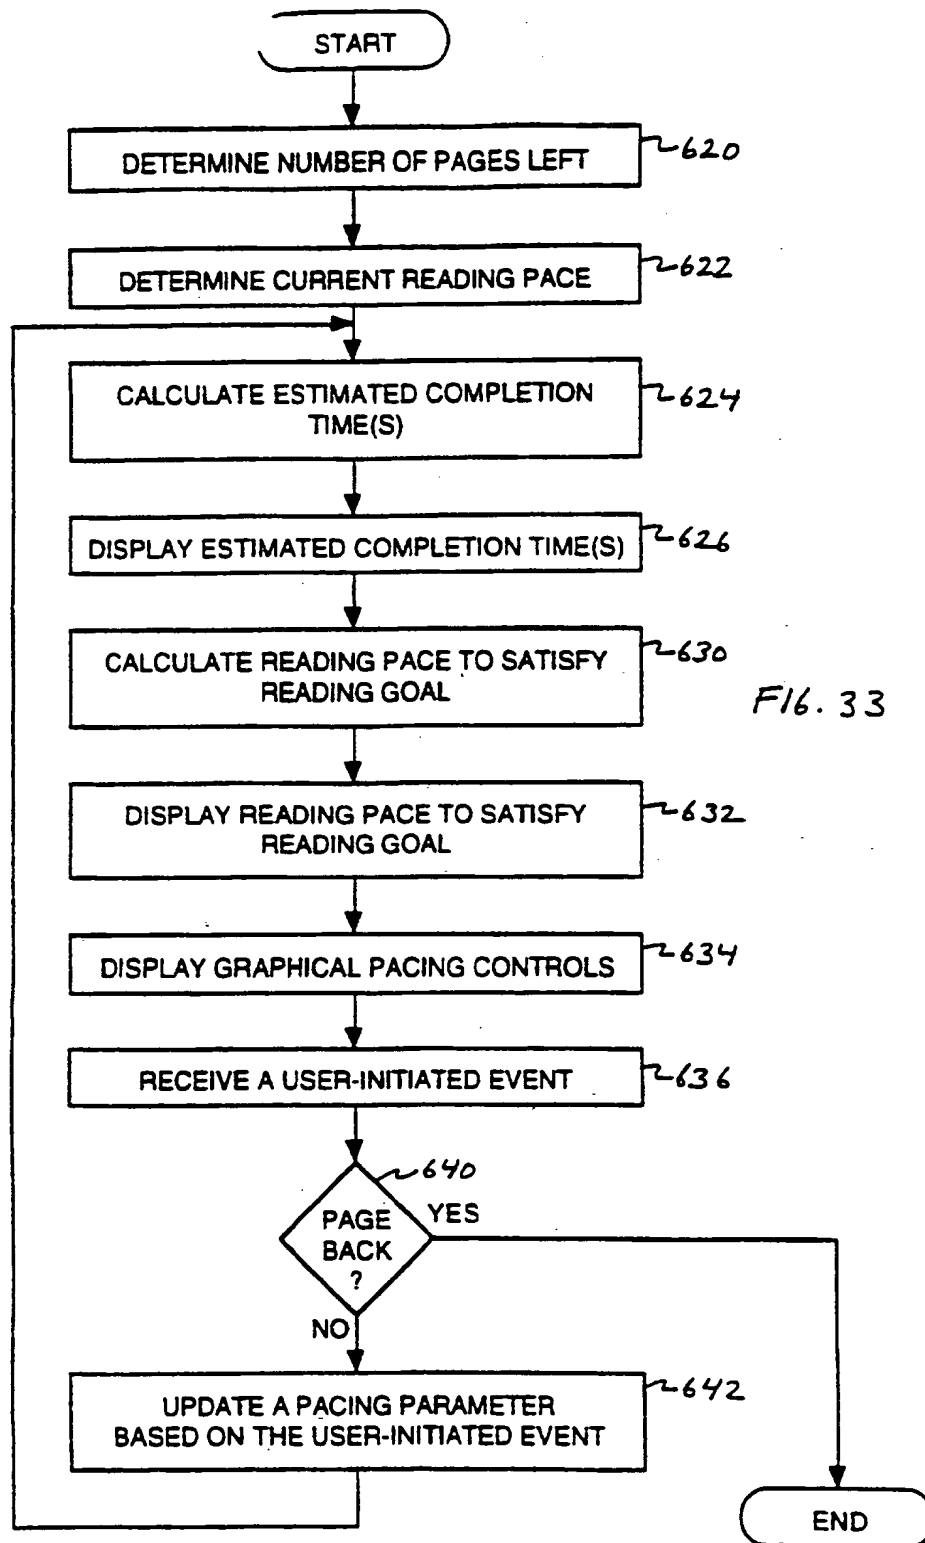 START
DETERMINE NUMBER OF PAGES LEFT
620
DETERMINE CURRENT READING PACE
622
CALCULATE ESTIMATED COMPLETION
TIME(S)
624
DISPLAY ESTIMATED COMPLETION TIME(S)
626
CALCULATE READING PACE TO SATISFY
READING GOAL
630
FIG. 33
DISPLAY READING PACE TO SATISFY
READING GOAL
632
DISPLAY GRAPHICAL PACING CONTROLS
634
RECEIVE A USER-INITIATED EVENT
636
640
PAGE
BACK
?
YES
NO
UPDATE A PACING PARAMETER
BASED ON THE USER-INITIATED EVENT
642
END